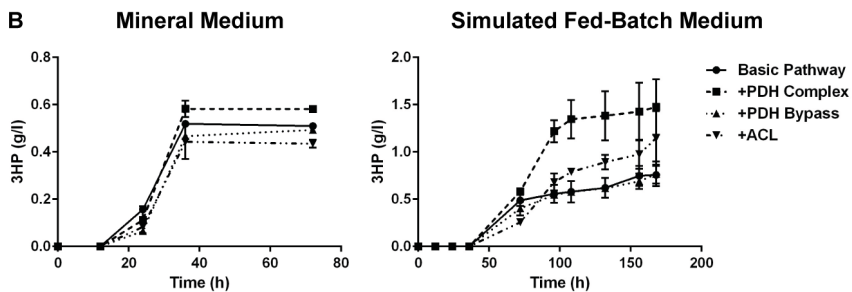 B
Mineral Medium
Simulated Fed-Batch Medium
3HP (g/l)
0.8
0.6
0.4
0.2
0.0
0
20
40
60
80
Time (h)
3HP (g/l)
2.0
1.5
1.0
0.5
0.0
0
50
100
150
200
Time (h)
Basic Pathway
+PDH Complex
+PDH Bypass
+ACL